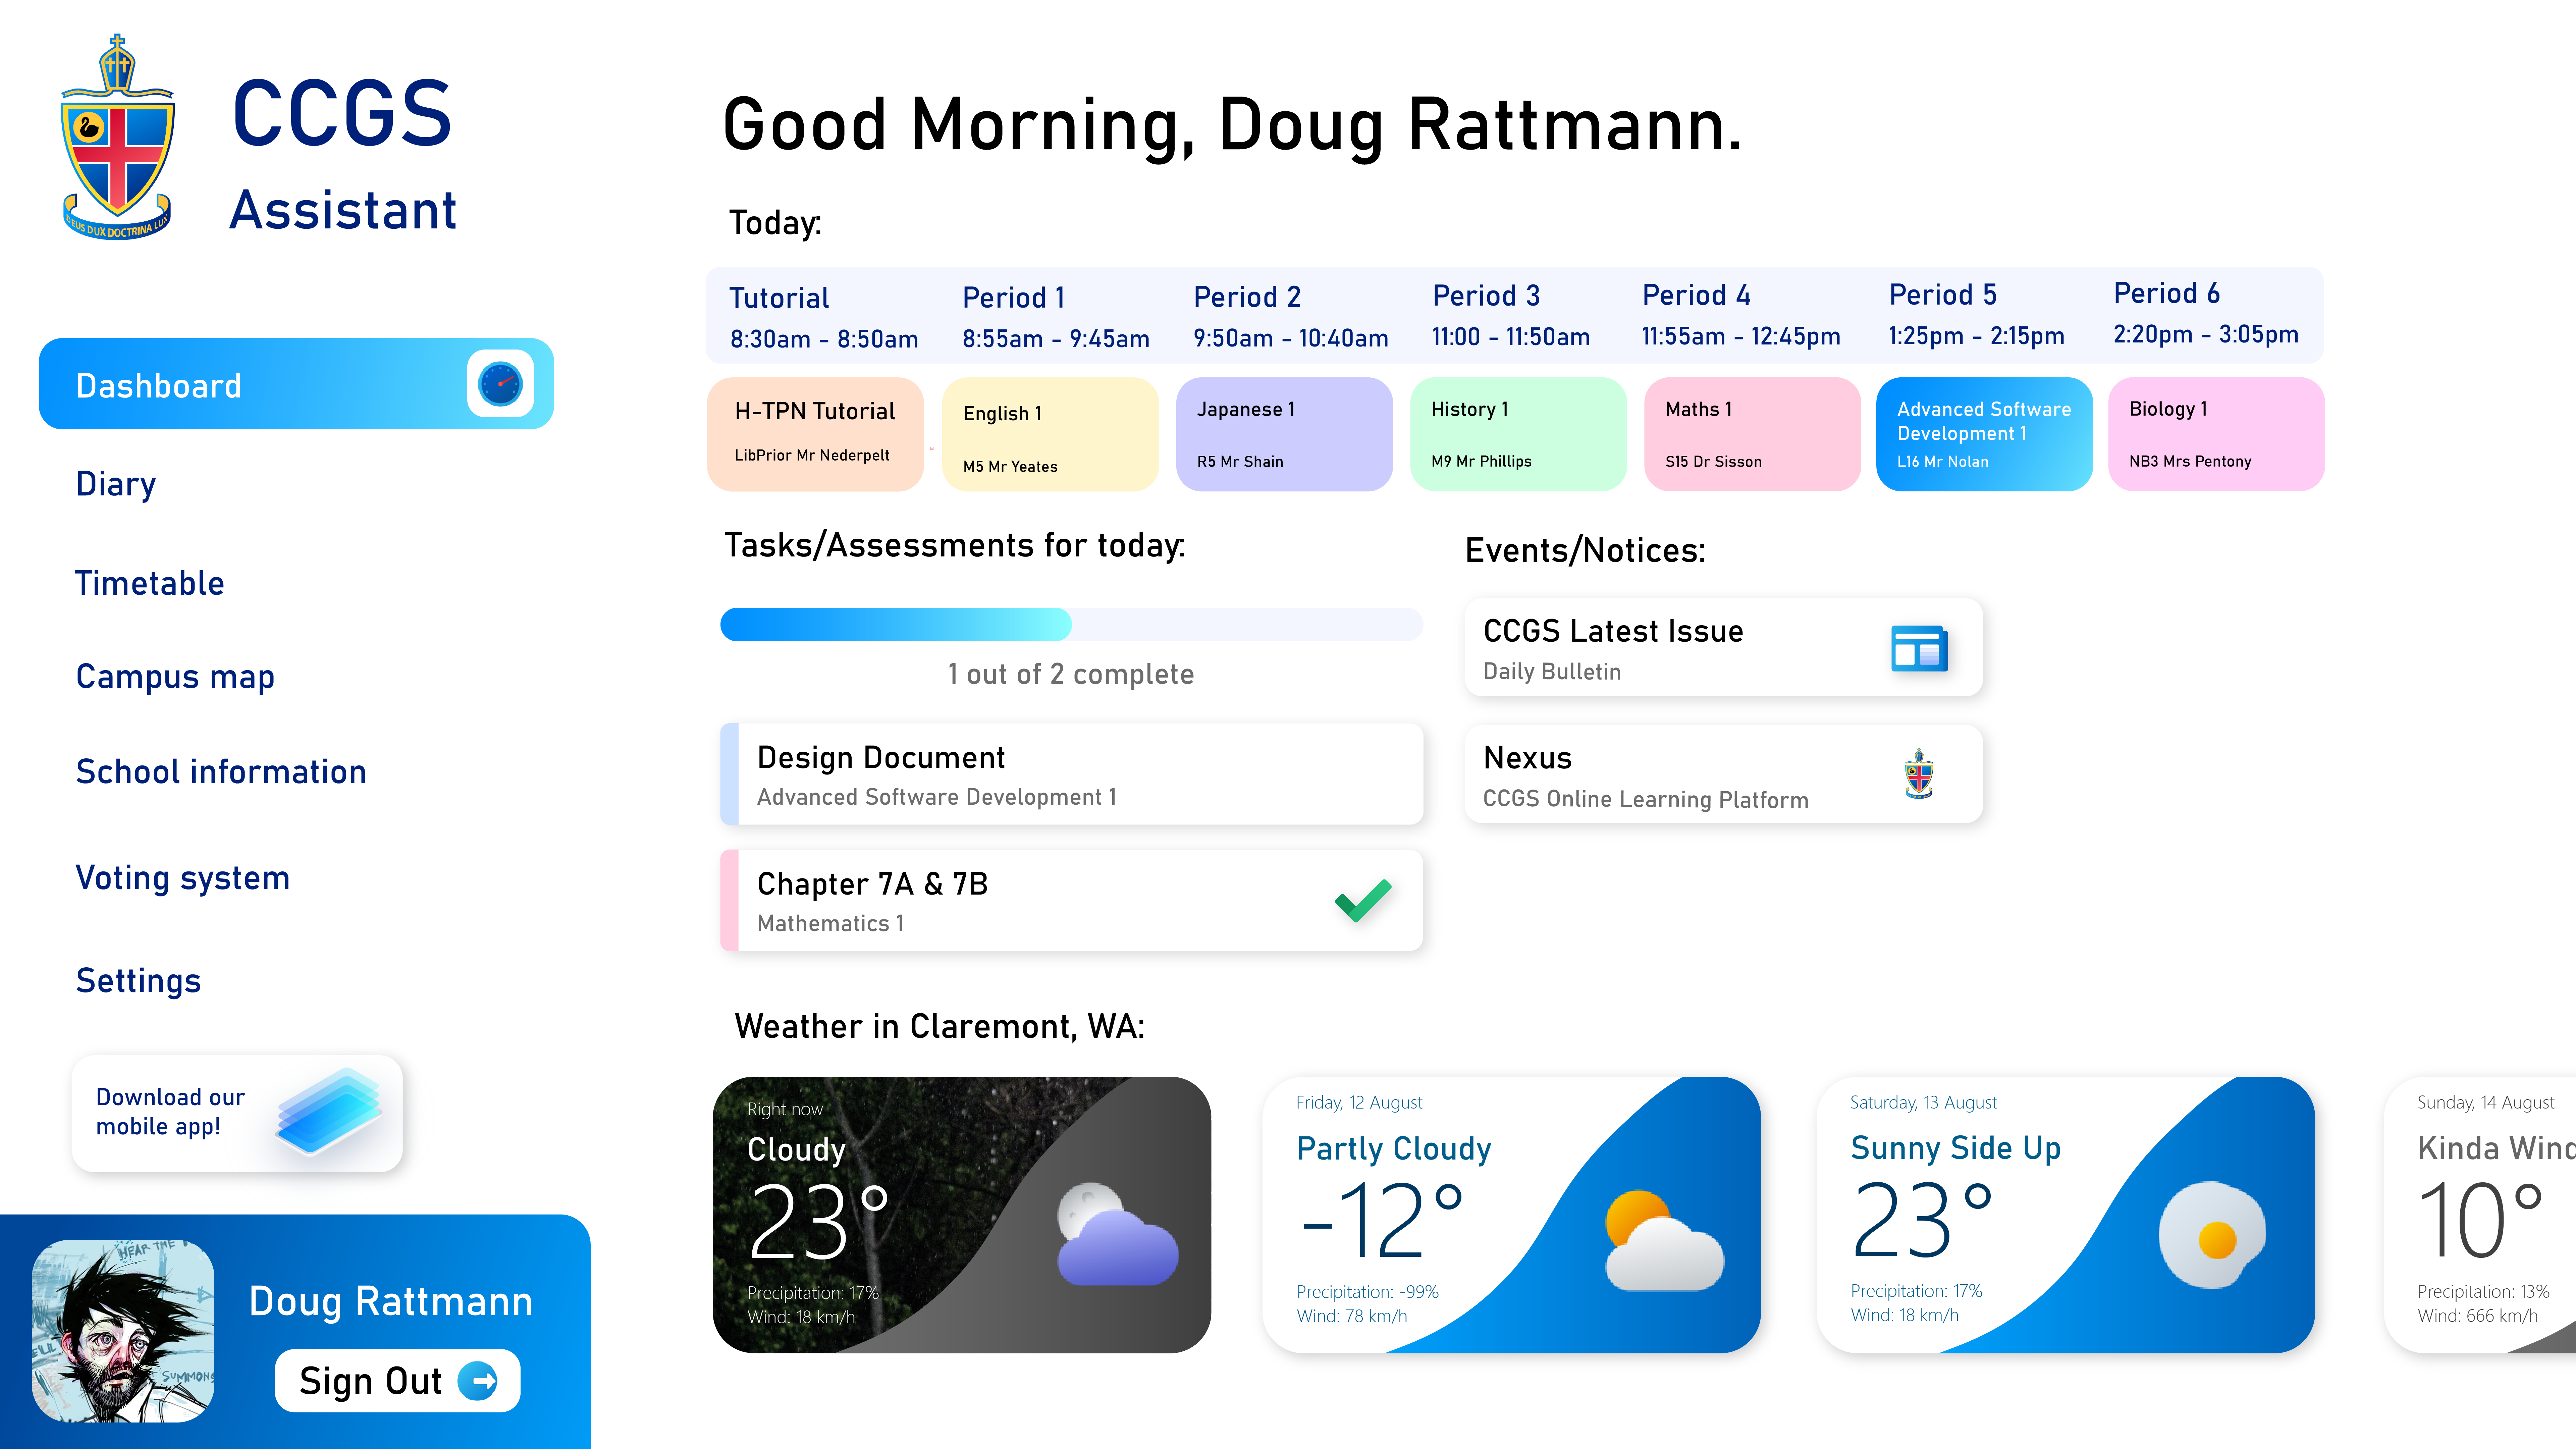 CCGS
Assistant
DEUS DUX DOCTRINA LUX
Dashboard
Diary
Timetable
Campus map
School information
Voting system
Settings
Download our
mobile app!
HEAR THE
SUMMON
Doug Rattmann
Sign Out
Good Morning, Doug Rattmann.
Today:
Tutorial
8:30am - 8:50am
Period 1
8:55am - 9:45am
Period 2
9:50am - 10:40am
Period 3
11:00 - 11:50am
Period 4
11:55am - 12:45pm
Period 5
1:25pm - 2:15pm
Period 6
2:20pm - 3:05pm
H-TPN Tutorial
LibPrior Mr Nederpelt
English 1
M5 Mr Yeates
Japanese 1
R5 Mr Shain
History 1
M9 Mr Phillips
Maths 1
S15 Dr Sisson
Advanced Software
Development 1
L16 Mr Nolan
Biology 1
NB3 Mrs Pentony
Tasks/Assessments for today:
1 out of 2 complete
Design Document
Advanced Software Development 1
Chapter 7A & 7B
Mathematics 1
Events/Notices:
CCGS Latest Issue
Daily Bulletin
Nexus
CCGS Online Learning Platform
Weather in Claremont, WA:
Right now
Cloudy
23°
Precipitation: 17%
Wind: 18 km/h
Friday, 12 August
Partly Cloudy
-12°
Precipitation: -99%
Wind: 78 km/h
Saturday, 13 August
Sunny Side Up
23°
Precipitation: 17%
Wind: 18 km/h
Sunday, 14 August
Kinda Wind
10°
Precipitation: 13%
Wind: 666 km/h